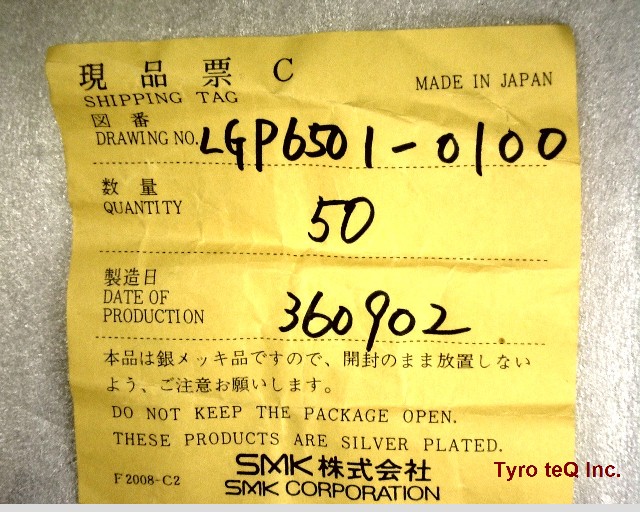 現品票 C
MADE IN JAPAN
SHIPPING TAG
図番
DRAWING NO. LGP6501-0100
数量
QUANTITY
50
製造日
DATE OF
PRODUCTION
360902
本品は銀メッキ品ですので、開封のまま放置しない
よう、ご注意お願いします。
DO NOT KEEP THE PACKAGE OPEN.
THESE PRODUCTS ARE SILVER PLATED.
F2008-C2
SMK株式会社
SMK CORPORATION
Tyro teQ Inc.